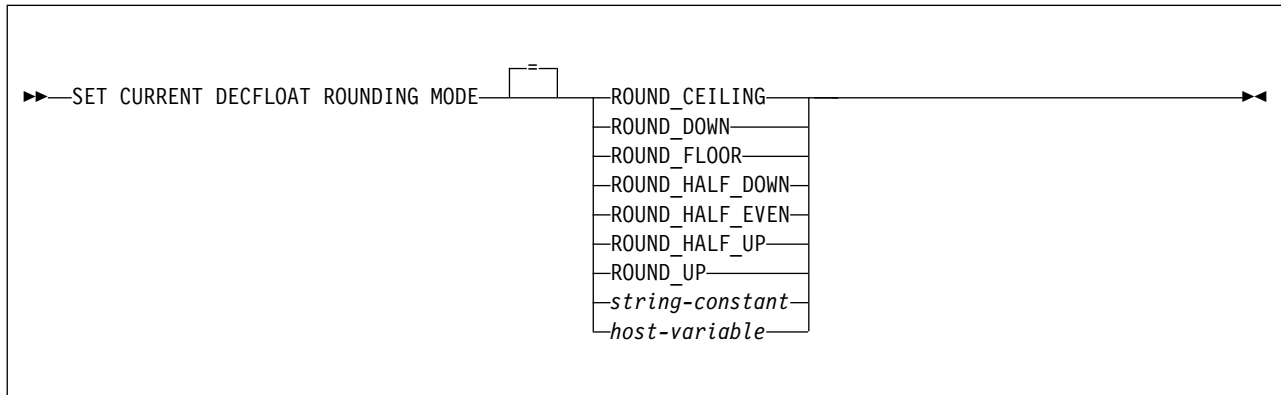 =
SET CURRENT DECFLOAT ROUNDING MODE ROUND_CEILING
ROUND_DOWN
ROUND_FLOOR
ROUND_HALF_DOWN
ROUND_HALF_EVEN
ROUND_HALF_UP
ROUND_UP
string-constant
host-variable